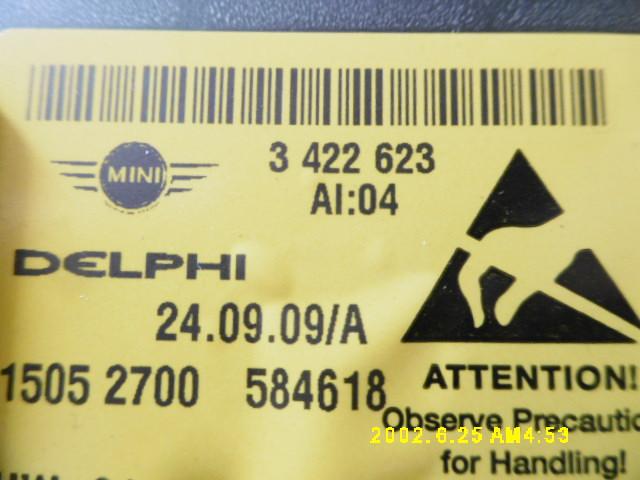 MINI
3 422 623
AI:04
DELPHI
24.09.09/A
1505 2700 584618
ATTENTION!
Observe Precautio
for Handling!
2002.6.25 AM4:53